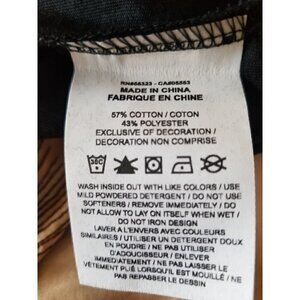 RN#56323 - CA#05553
MADE IN CHINA
FABRIQUE EN CHINE
57% COTTON / COTON
43% POLYESTER
EXCLUSIVE OF DECORATION /
DECORATION NON COMPRISE
30C
WASH INSIDE OUT WITH LIKE COLORS / USE
MILD POWDERED DETERGENT / DO NOT USE
SOFTENERS / REMOVE IMMEDIATELY / DO
NOT ALLOW TO LAY ON ITSELF WHEN WET /
DO NOT IRON DESIGN
LAVER A L'ENVERS AVEC COULEURS
SIMILAIRES / UTILISER UN DETERGENT DOUX
EN POUDRE / NE PAS UTILISER
D'ADOUCISSEUR / ENLEVER
IMMEDIATEMENT / NE PAS LAISSER LE
VÊTEMENT PLIÉ LORSQU'IL EST MOUILLÉ / NE
PAS REPASSER LE DESSIN